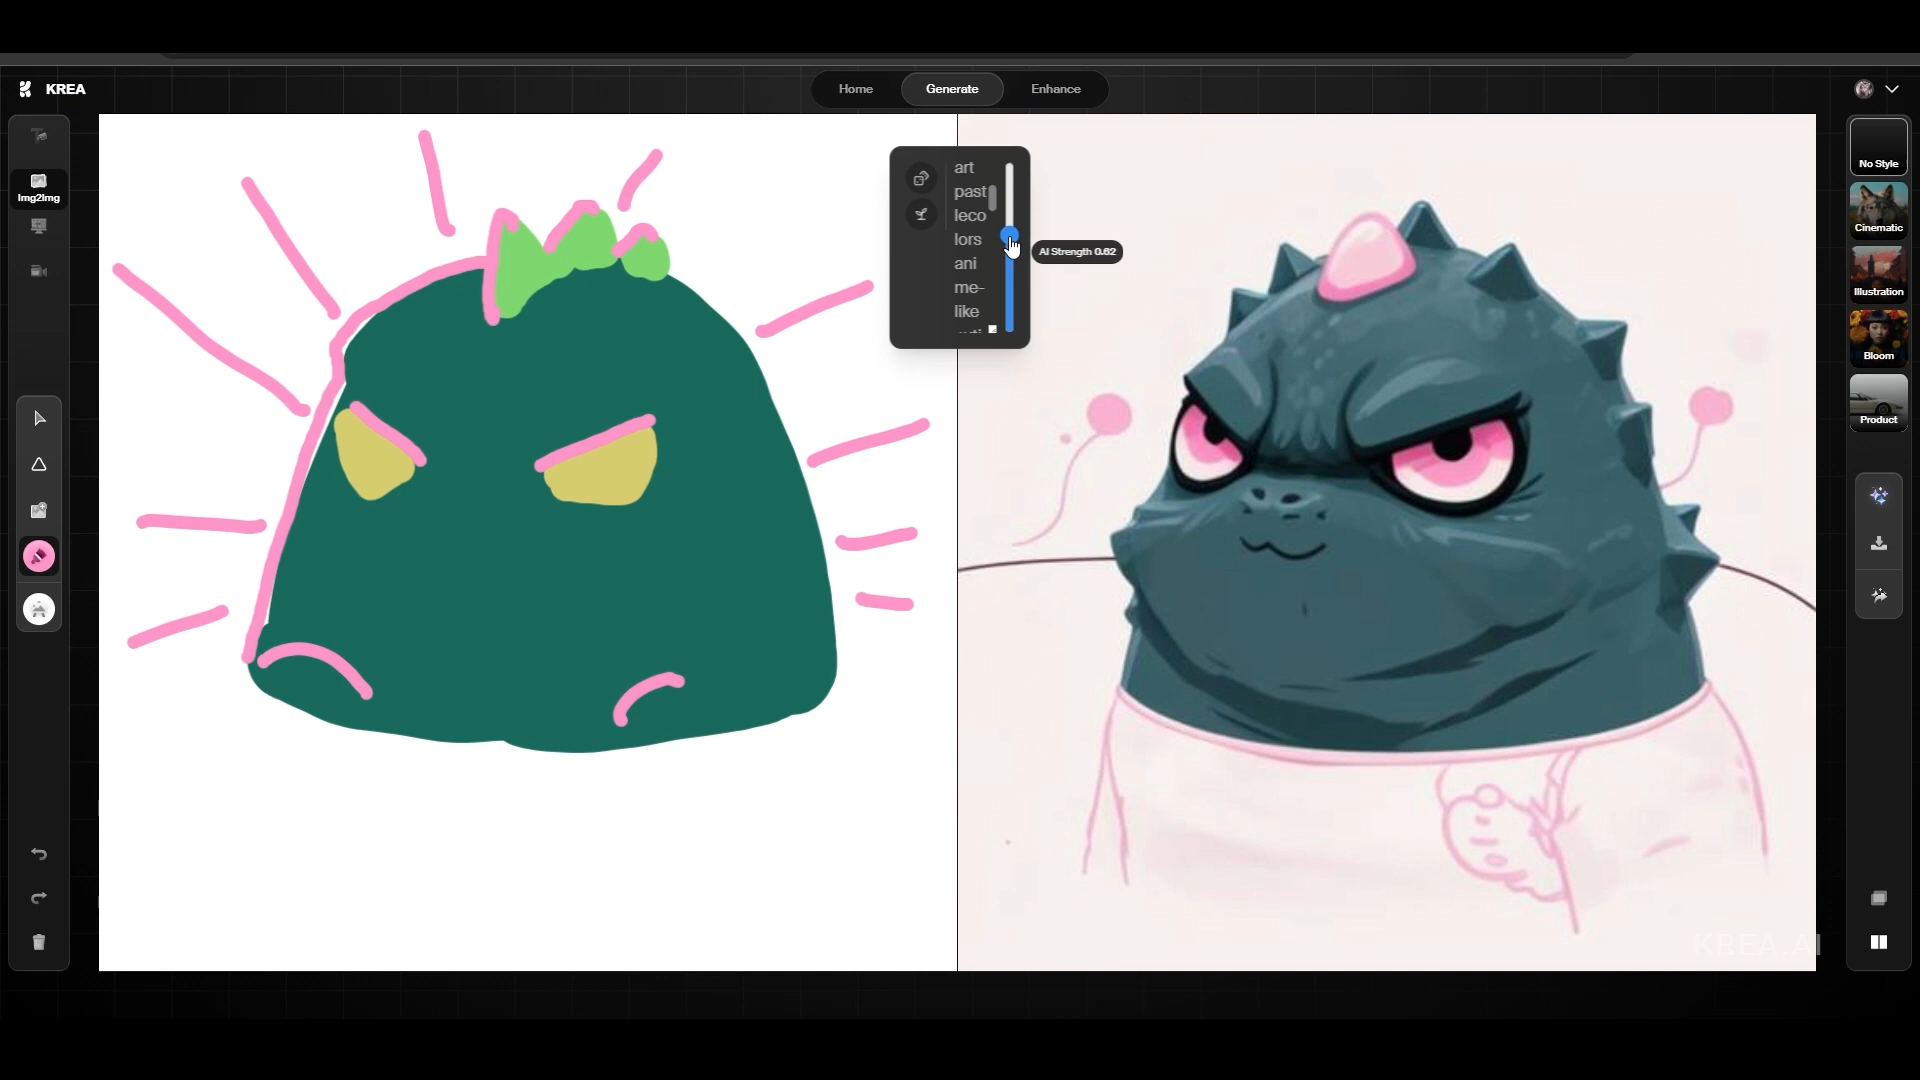 KREA
Home
Generate
Enhance
Img2Img
art
past
leco
lors
ani
me-
like
AI Strength 0.62
No Style
Cinematic
Illustration
Bloom
Product
KREA.AI